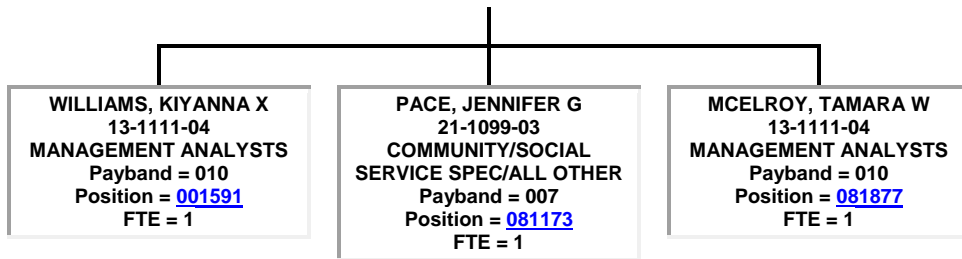 WILLIAMS, KIYANNA X
13-1111-04
MANAGEMENT ANALYSTS
Payband = 010
Position = 001591
FTE = 1
PACE, JENNIFER G
21-1099-03
COMMUNITY/SOCIAL
SERVICE SPEC/ALL OTHER
Payband = 007
Position = 081173
FTE = 1
MCELROY, TAMARA W
13-1111-04
MANAGEMENT ANALYSTS
Payband = 010
Position = 081877
FTE = 1